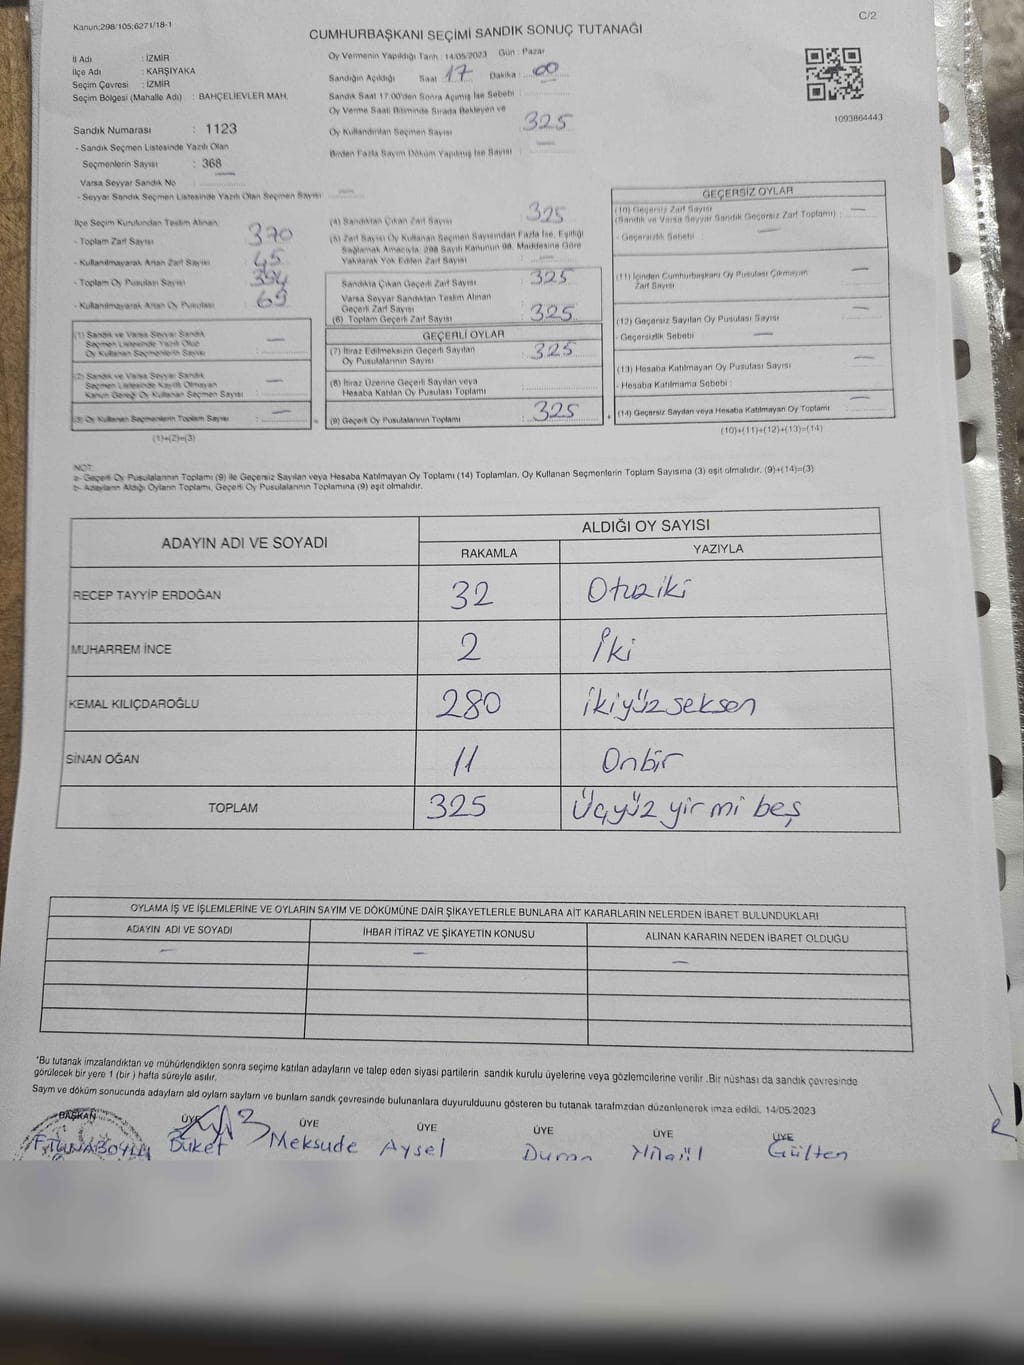 Kanun:298/105;6271/18-1
C/2
CUMHURBAŞKANI SEÇİMİ SANDIK SONUÇ TUTANAĞI
İl Adı : İZMİR
İlçe Adı : KARŞIYAKA
Seçim Çevresi : İZMİR
Seçim Bölgesi (Mahalle Adı) : BAHÇELİEVLER MAH.
Sandık Numarası : 1123
- Sandık Seçmen Listesinde Yazılı Olan
Seçmenlerin Sayısı : 368
Varsa Seyyar Sandık No
- Seyyar Sandık Seçmen Listesinde Yazılı Olan Seçmen Sayısı
Oy Vermenin Yapıldığı Tarih : 14/05/2023 Gün : Pazar
Sandığın Açıldığı Saat : 17 Dakika : 00
Sandık Saat 17:00'den Sonra Açılmış İse Sebebi
Oy Verme Saati Bitiminde Sırada Bekleyen ve
Oy Kullandırılan Seçmen Sayısı 325
Birden Fazla Sayım Döküm Yapılmış İse Sayısı
1093864443
İlçe Seçim Kurulundan Teslim Alınan:
- Toplam Zarf Sayısı 370
- Kullanılmayarak Artan Zarf Sayısı 45
- Toplam Oy Pusulası Sayısı 394
- Kullanılmayarak Artan Oy Pusulası 69
(1) Sandık ve Varsa Seyyar Sandık
Seçmen Listesinde Yazılı Olup
Oy Kullanan Seçmenlerin Sayısı
(2) Sandık ve Varsa Seyyar Sandık
Seçmen Listesinde Kayıtlı Olmayan
Kanun Gereği Oy Kullanan Seçmen Sayısı
(3) Oy Kullanan Seçmenlerin Toplam Sayısı
(1)+(2)=(3)
(4) Sandıktan Çıkan Zarf Sayısı 325
(5) Zarf Sayısı Oy Kullanan Seçmen Sayısından Fazla İse, Eşitliği
Sağlamak Amacıyla, 298 Sayılı Kanunun 98. Maddesine Göre
Yakılarak Yok Edilen Zarf Sayısı
Sandıkta Çıkan Geçerli Zarf Sayısı 325
Varsa Seyyar Sandıktan Teslim Alınan
Geçerli Zarf Sayısı
(6) Toplam Geçerli Zarf Sayısı 325
GEÇERLİ OYLAR
(7) İtiraz Edilmeksizin Geçerli Sayılan
Oy Pusulalarının Sayısı 325
(8) İtiraz Üzerine Geçerli Sayılan veya
Hesaba Katılan Oy Pusulası Toplamı
(9) Geçerli Oy Pusulalarının Toplamı 325
GEÇERSİZ OYLAR
(10) Geçersiz Zarf Sayısı
(Sandık ve Varsa Seyyar Sandık Geçersiz Zarf Toplamı) :
- Geçersizlik Sebebi :
(11) İçinden Cumhurbaşkanı Oy Pusulası Çıkmayan
Zarf Sayısı
(12) Geçersiz Sayılan Oy Pusulası Sayısı
- Geçersizlik Sebebi
(13) Hesaba Katılmayan Oy Pusulası Sayısı
- Hesaba Katılmama Sebebi :
(14) Geçersiz Sayılan veya Hesaba Katılmayan Oy Toplamı
(10)+(11)+(12)+(13)=(14)
NOT:
a- Geçerli Oy Pusulalarının Toplamı (9) ile Geçersiz Sayılan veya Hesaba Katılmayan Oy Toplamı (14) Toplamları, Oy Kullanan Seçmenlerin Toplam Sayısına (3) eşit olmalıdır. (9)+(14)=(3)
b- Adayların Aldığı Oyların Toplamı, Geçerli Oy Pusulalarının Toplamına (9) eşit olmalıdır.
ADAYIN ADI VE SOYADI
ALDIĞI OY SAYISI
RAKAMLA YAZIYLA
RECEP TAYYİP ERDOĞAN 32 Otuziki
MUHARREM İNCE 2 İki
KEMAL KILIÇDAROĞLU 280 ikiyüz seksen
SİNAN OĞAN 11 Onbir
TOPLAM 325 Üçyüz yirmi beş
OYLAMA İŞ VE İŞLEMLERİNE VE OYLARIN SAYIM VE DÖKÜMÜNE DAİR ŞİKAYETLERLE BUNLARA AİT KARARLARIN NELERDEN İBARET BULUNDUKLARI
ADAYIN ADI VE SOYADI İHBAR İTİRAZ VE ŞİKAYETİN KONUSU ALINAN KARARIN NEDEN İBARET OLDUĞU
*Bu tutanak imzalandıktan ve mühürlendikten sonra seçime katılan adayların ve talep eden siyasi partilerin sandık kurulu üyelerine veya gözlemcilerine verilir .Bir nüshası da sandık çevresinde
görülecek bir yere 1 (bir ) hafta süreyle asılır.
Sayım ve döküm sonucunda adayların ald oyların sayları ve bunların sandk çevresinde bulunanlara duyurulduunu gösteren bu tutanak tarafmzdan düzenlenerek imza edildi. 14/05/2023
BAŞKAN ÜYE ÜYE ÜYE ÜYE ÜYE ÜYE
Buket Meksude Aysel Duran Gülten